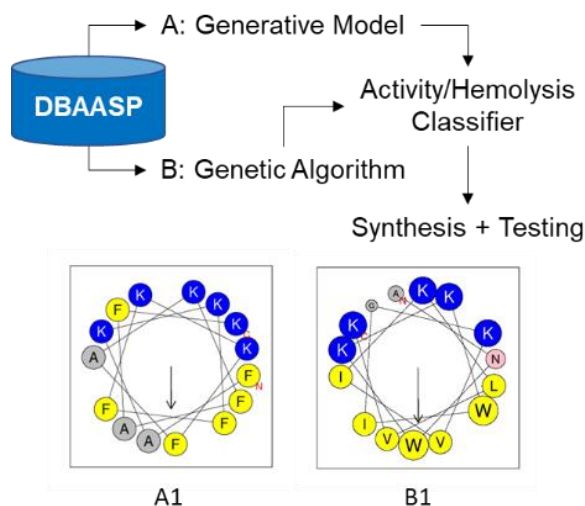 A: Generative Model
DBAASP
Activity/Hemolysis
Classifier
B: Genetic Algorithm
Synthesis + Testing
K K
F K
K K
C
K
A
F
N
F
F F
A
A F
A K K
N
G
K K
C
K
N
I L
W
I
V W V
A1 B1